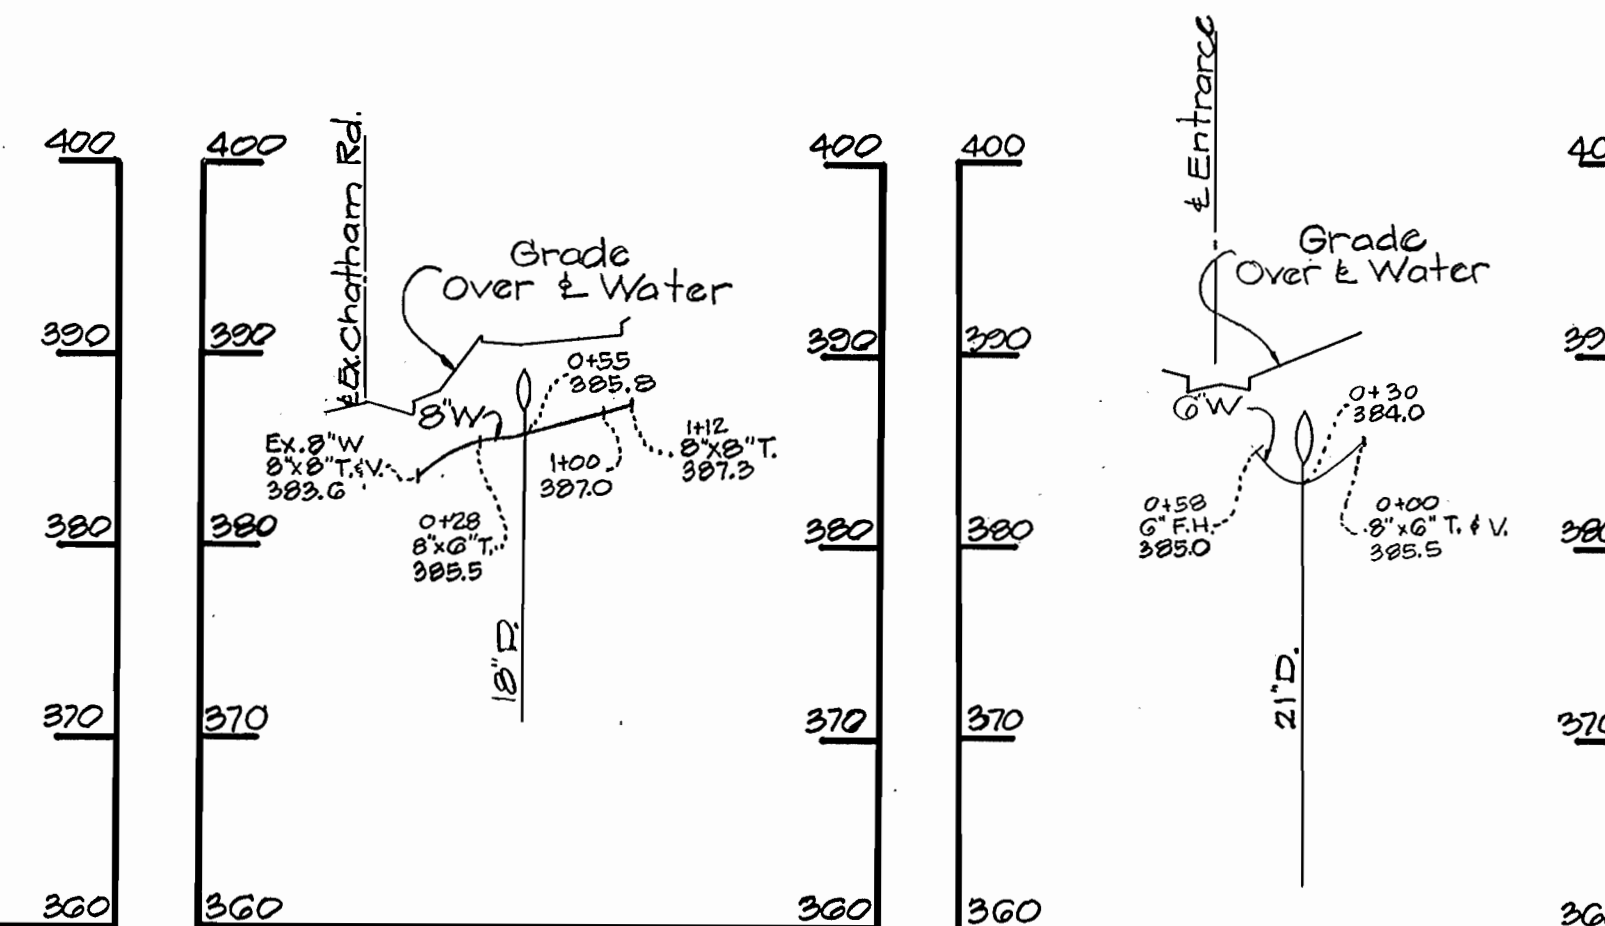 400
390
380
370
360
400
390
380
370
360
℄ Ex. Chatham Rd.
Grade
Over ℄ Water
8"W
0+55
385.8
Ex. 8"W
8"x8" T. & V.
383.6
0+28
8"x6" T.
385.5
1+00
387.0
1+12
8"x8" T.
387.3
18" D.
400
390
380
370
360
400
390
380
370
360
℄ Entrance
Grade
Over ℄ Water
6"W
0+30
384.0
0+58
6" F.H.
385.0
0+00
8"x6" T. & V.
385.5
21" D.